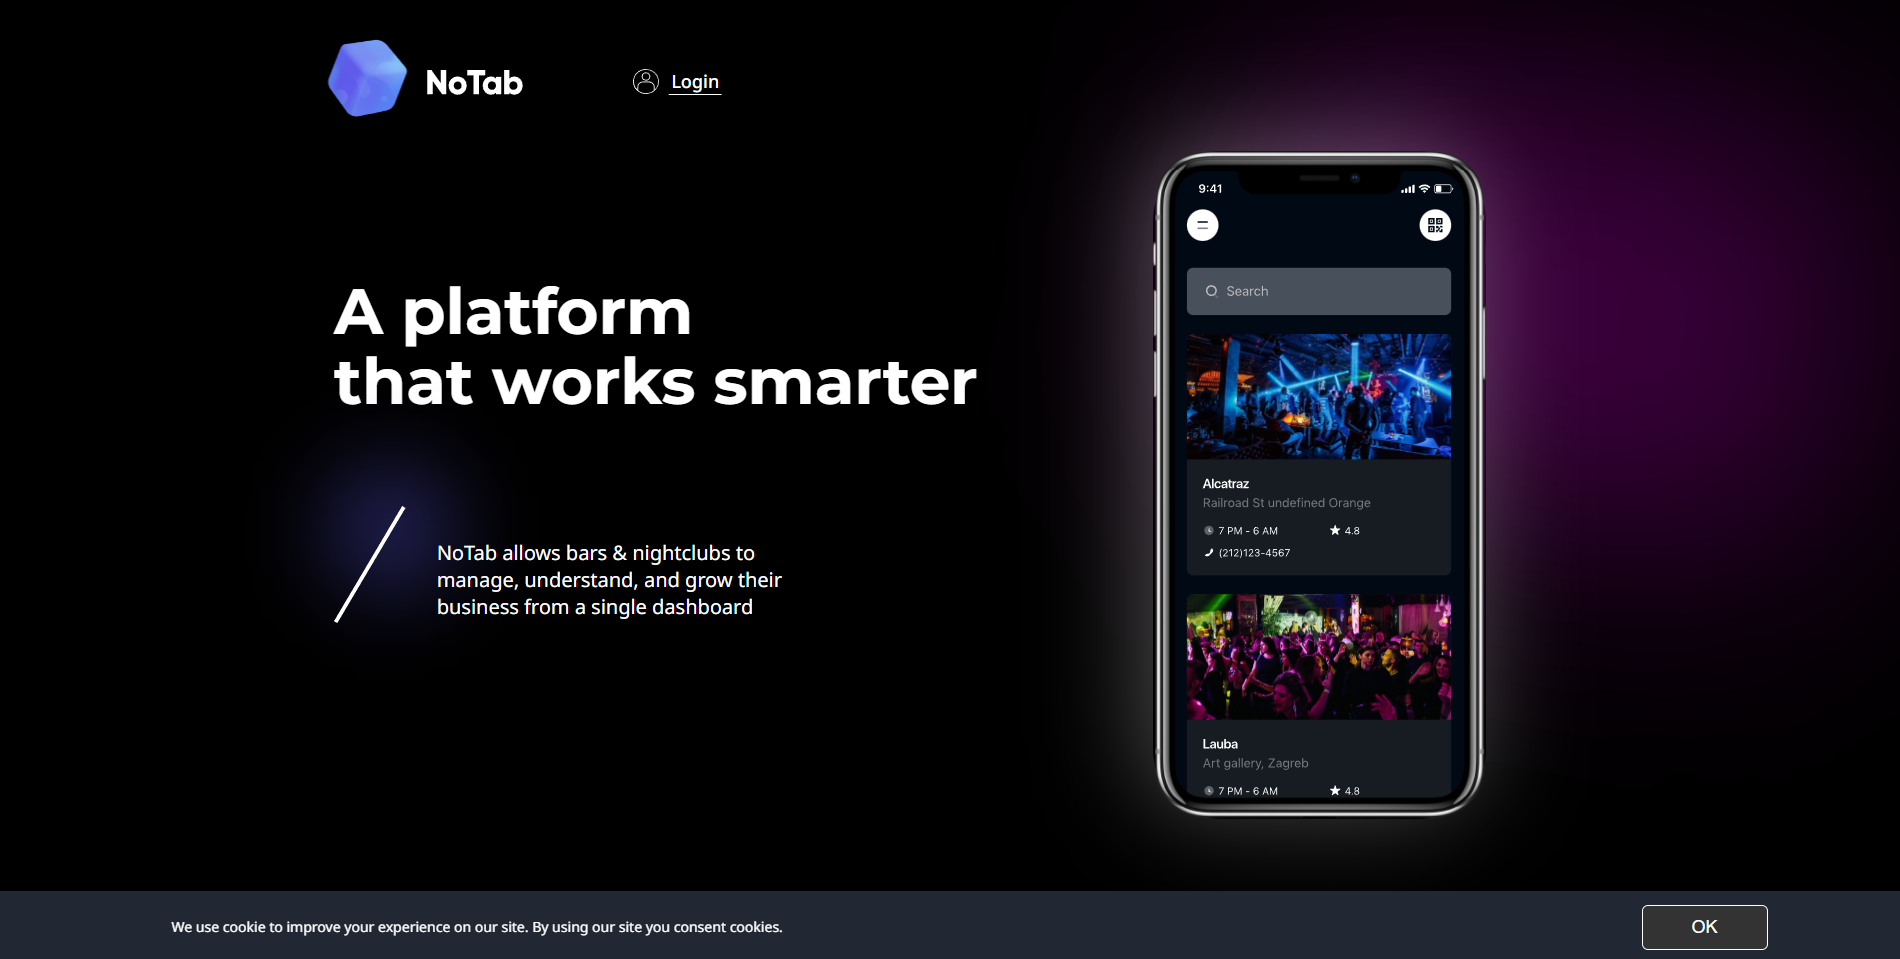 NoTab
Login
A platform
that works smarter
NoTab allows bars & nightclubs to
manage, understand, and grow their
business from a single dashboard
9:41
Search
Alcatraz
Railroad St undefined Orange
7 PM - 6 AM 4.8
(212)123-4567
Lauba
Art gallery, Zagreb
7 PM - 6 AM 4.8
We use cookie to improve your experience on our site. By using our site you consent cookies.
OK